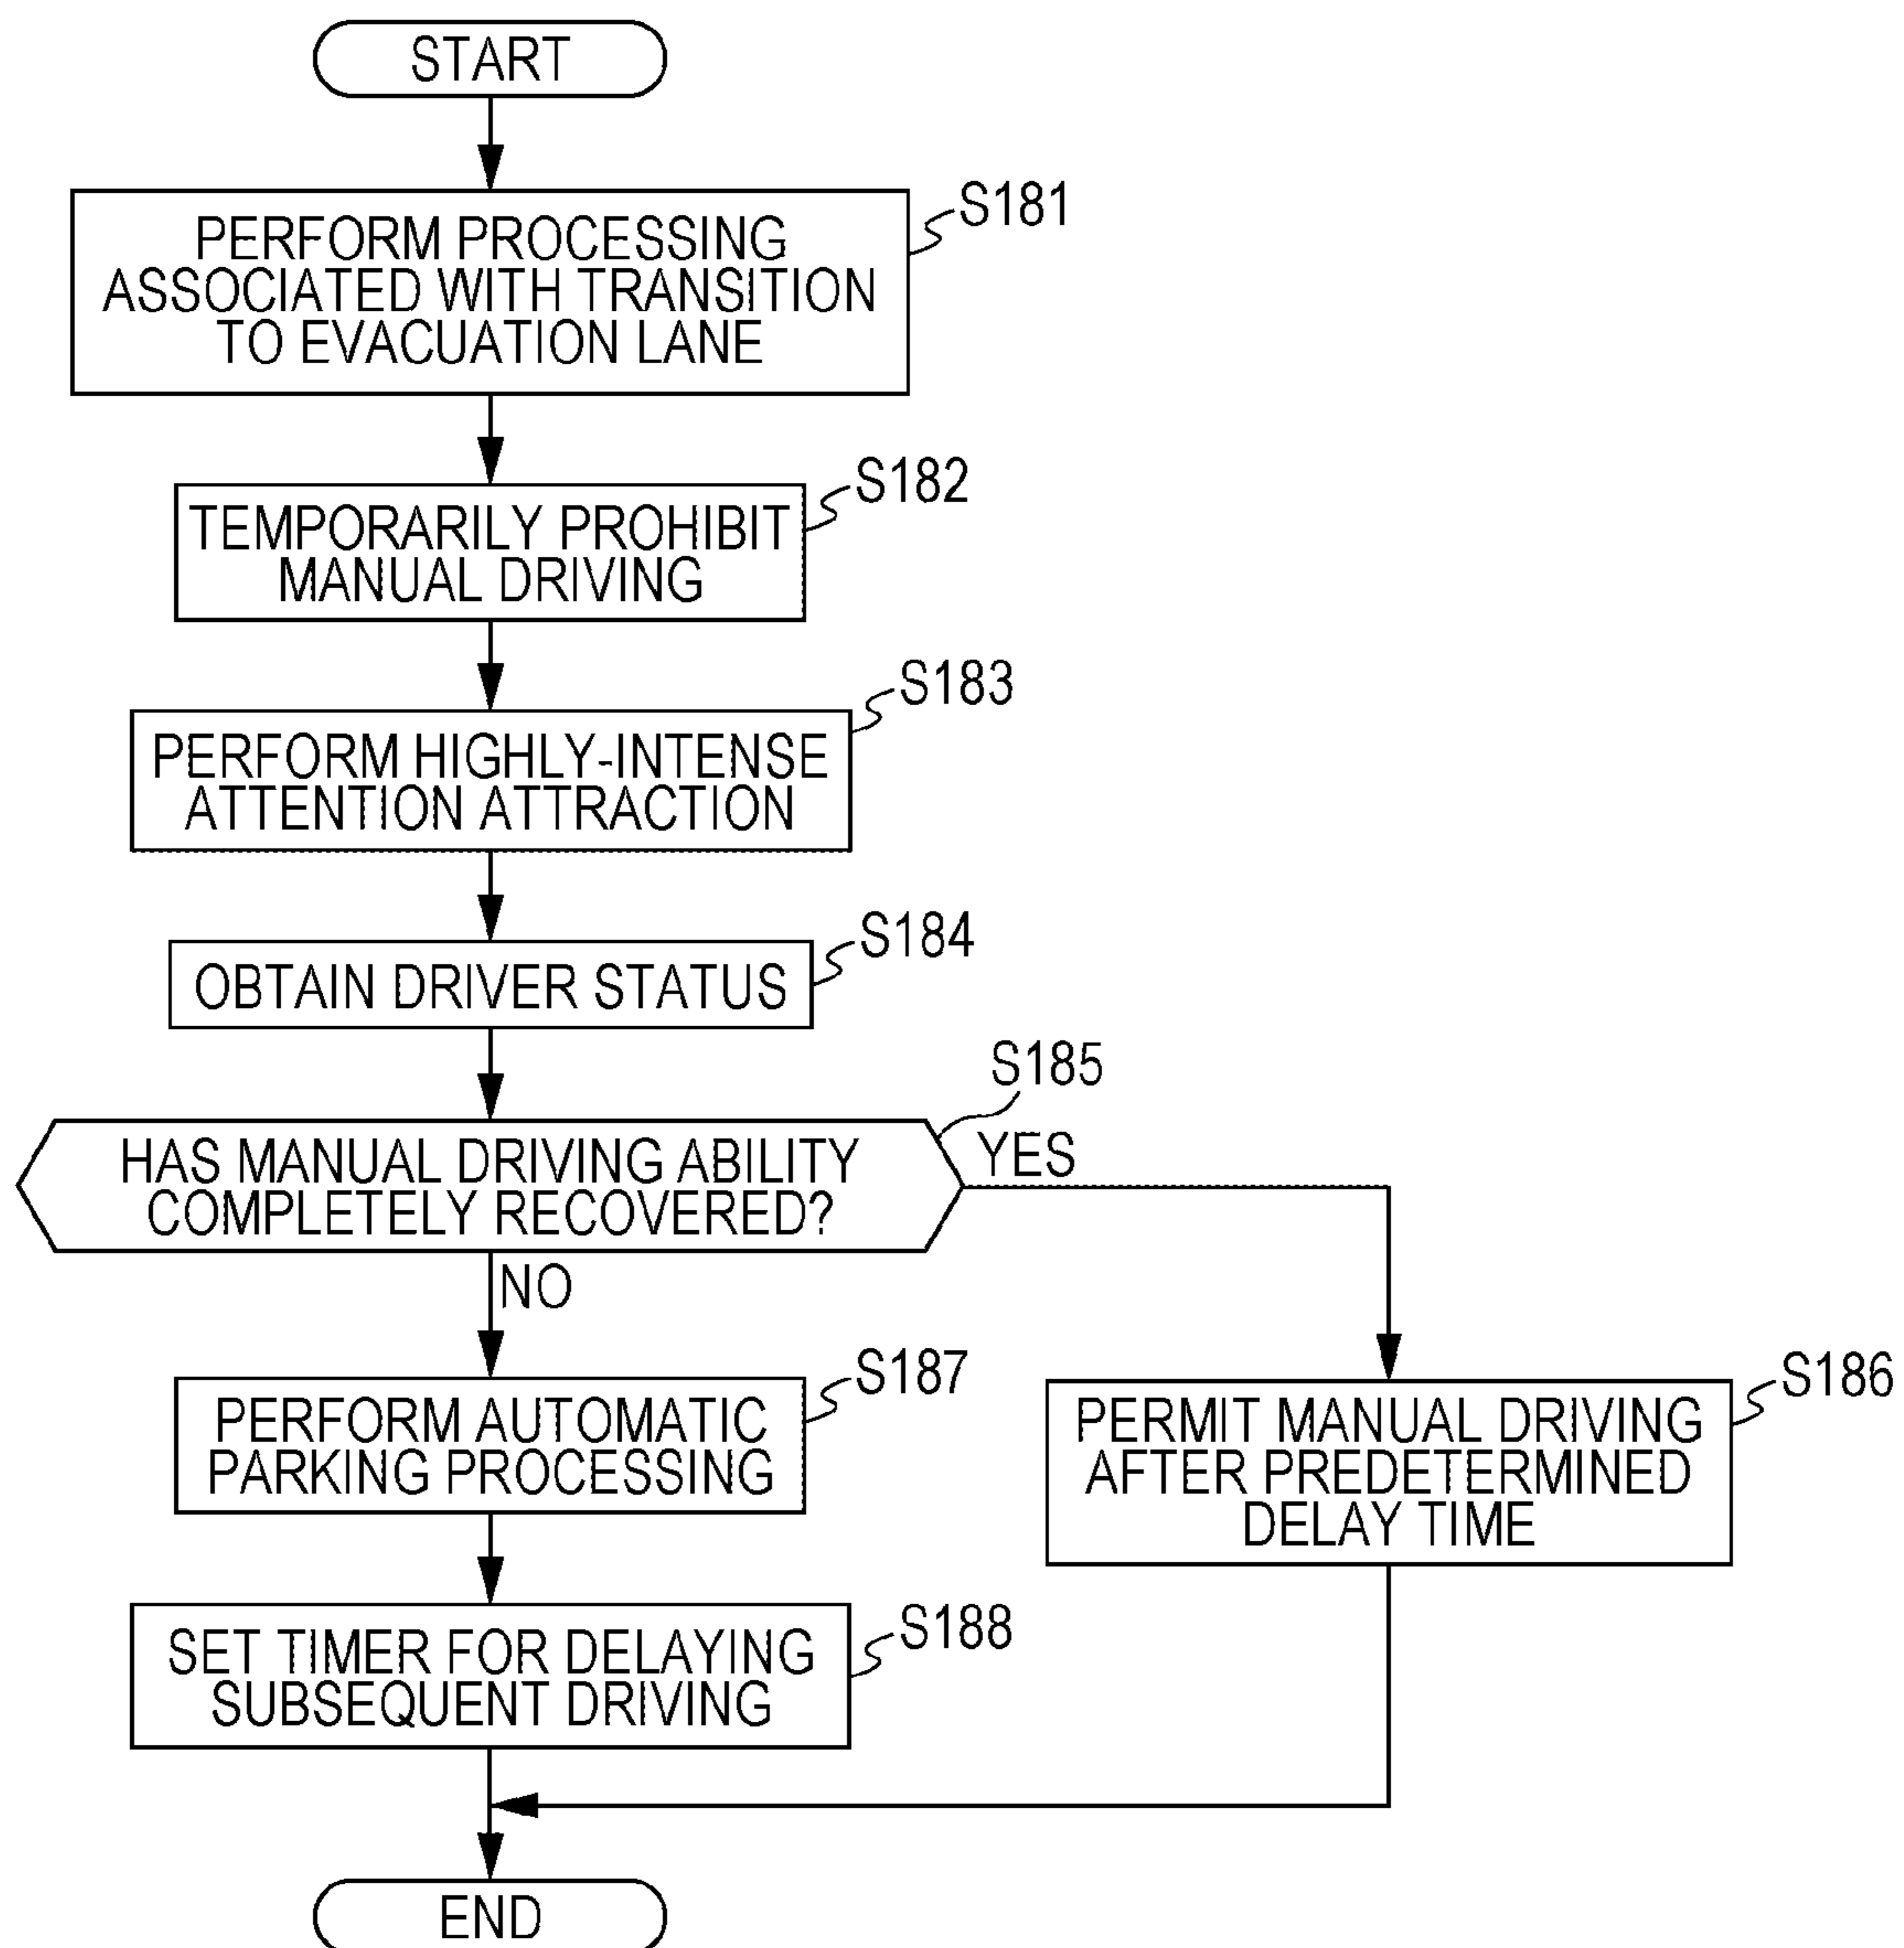 START
S181
PERFORM PROCESSING
ASSOCIATED WITH TRANSITION
TO EVACUATION LANE
S182
TEMPORARILY PROHIBIT
MANUAL DRIVING
S183
PERFORM HIGHLY-INTENSE
ATTENTION ATTRACTION
S184
OBTAIN DRIVER STATUS
S185
HAS MANUAL DRIVING ABILITY
COMPLETELY RECOVERED?
YES
NO
S187
PERFORM AUTOMATIC
PARKING PROCESSING
S186
PERMIT MANUAL DRIVING
AFTER PREDETERMINED
DELAY TIME
S188
SET TIMER FOR DELAYING
SUBSEQUENT DRIVING
END